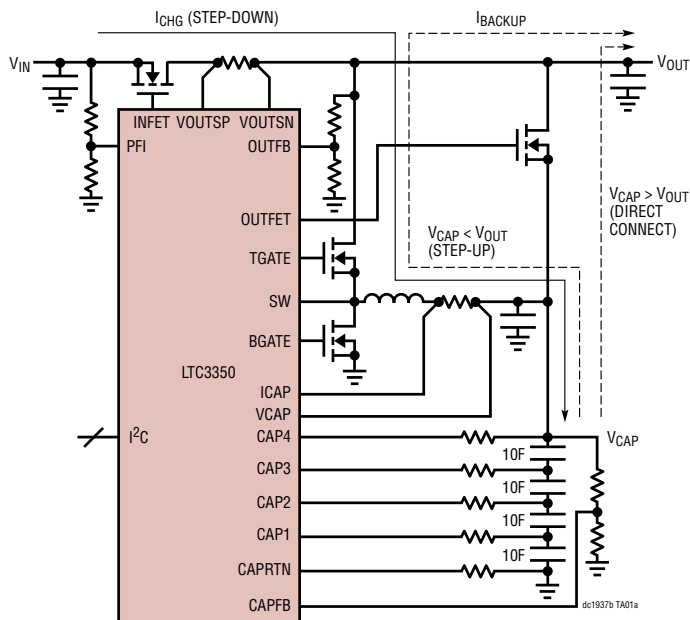 I_CHG (STEP-DOWN)
I_BACKUP
V_IN
V_OUT
INFET VOUTSP VOUTSN
PFI
OUTFB
OUTFET
V_CAP > V_OUT
(DIRECT
CONNECT)
V_CAP < V_OUT
(STEP-UP)
TGATE
SW
BGATE
LTC3350
ICAP
VCAP
I²C
CAP4
V_CAP
10F
CAP3
10F
CAP2
10F
CAP1
10F
CAPRTN
CAPFB
dc1937b TA01a